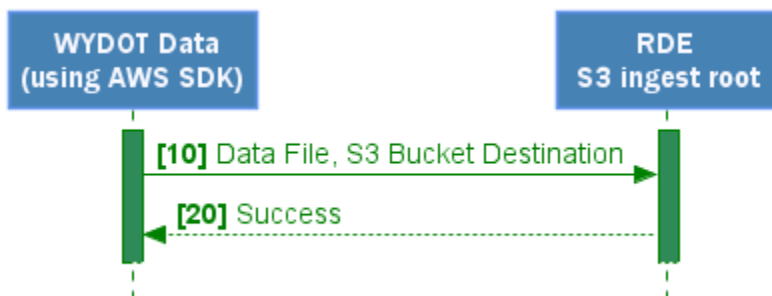 WYDOT Data
(using AWS SDK)
RDE
S3 ingest root
[10] Data File, S3 Bucket Destination
[20] Success